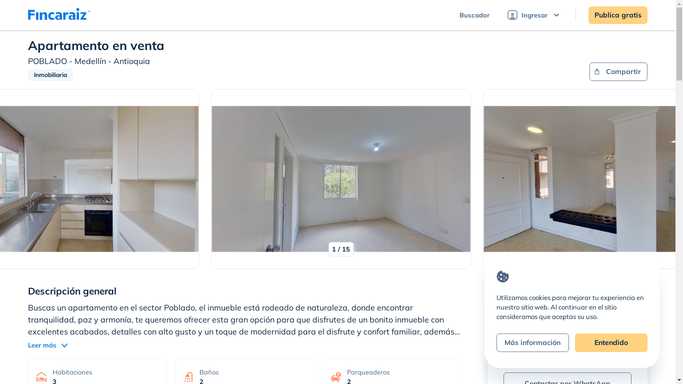 Fincaraiz
Buscador
Ingresar
Publica gratis
Apartamento en venta
POBLADO - Medellín - Antioquia
Inmobiliaria
Compartir
1 / 15
Descripción general
Buscas un apartamento en el sector Poblado, el inmueble está rodeado de naturaleza, donde encontrar
tranquilidad, paz y armonía, te queremos ofrecer esta gran opción para que disfrutes de un bonito inmueble con
excelentes acabados, detalles con alto gusto y un toque de modernidad para el disfrute y confort familiar, además...
Leer más
Habitaciones
3
Baños
2
Parqueaderos
2
Utilizamos cookies para mejorar tu experiencia en
nuestro sitio web. Al continuar en el sitio
consideramos que aceptas su uso.
Más información
Entendido
Contactar por WhatsApp